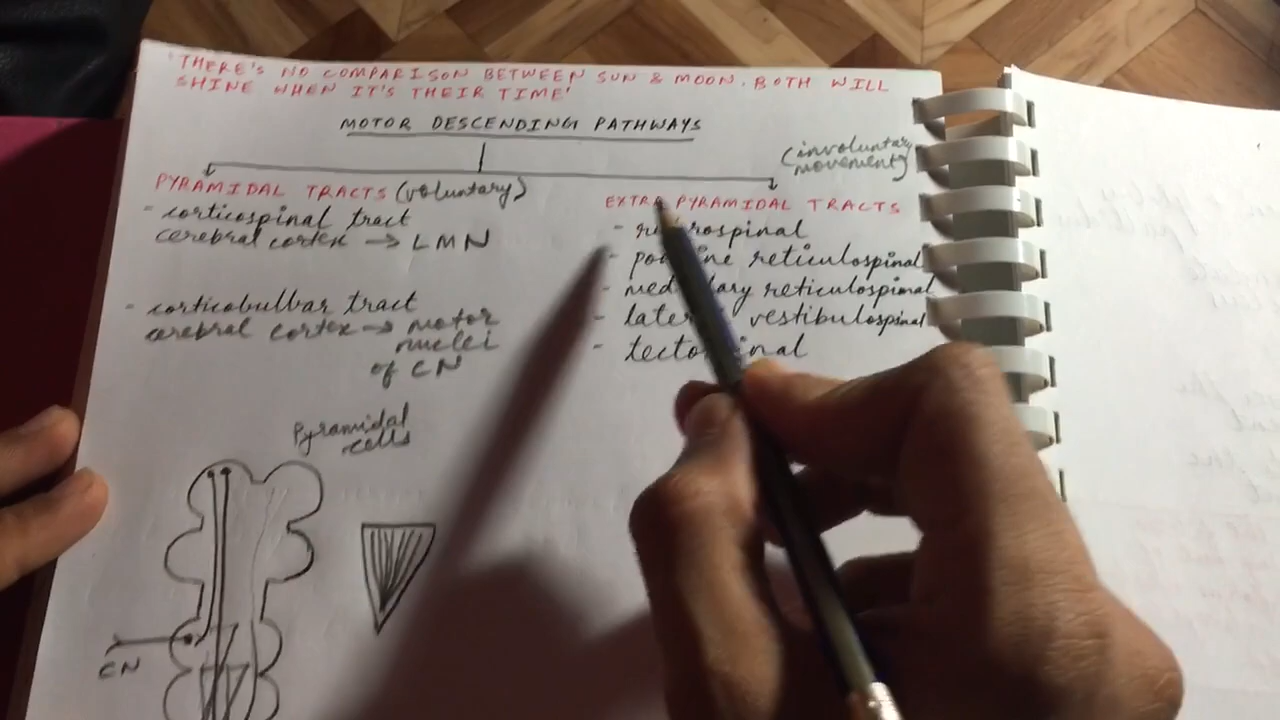 'THERE'S NO COMPARISON BETWEEN SUN & MOON. BOTH WILL
SHINE WHEN IT'S THEIR TIME'
MOTOR DESCENDING PATHWAYS
(involuntary
movement)
PYRAMIDAL TRACTS (voluntary)
- corticospinal tract
cerebral cortex → LMN
- corticobulbar tract
cerebral cortex → motor
nuclei
of CN
EXTRA PYRAMIDAL TRACTS
- spinal
- reticulospinal
- reticulospinal
- vestibulospinal
-
Pyramidal
cells
CN